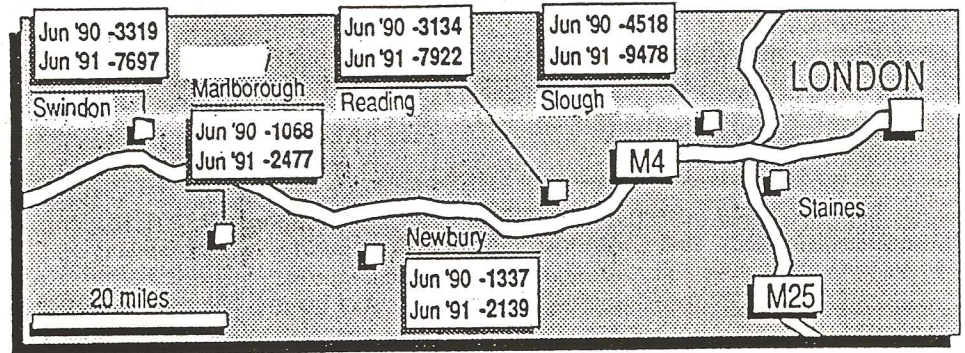 Jun '90 -3319
Jun '91 -7697
Swindon
Marlborough
Jun '90 -1068
Jun '91 -2477
Jun '90 -3134
Jun '91 -7922
Reading
Jun '90 -4518
Jun '91 -9478
Slough
LONDON
M4
Staines
Newbury
Jun '90 -1337
Jun '91 -2139
M25
20 miles